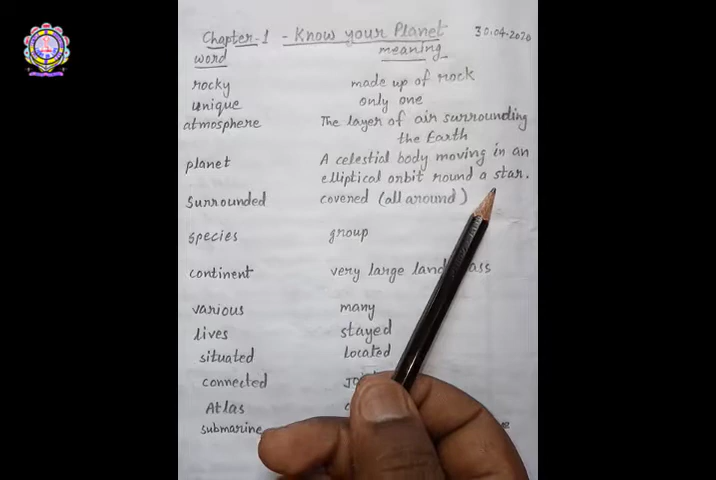 Chapter-1 - Know your Planet 30.04.2020
word meaning
rocky made up of rock
unique only one
atmosphere The layer of air surrounding
the Earth
planet A celestial body moving in an
elliptical orbit round a star.
Surrounded covered (all around)
species group
continent very large
various many
lives stayed
situated Located
connected
Atlas
submarine